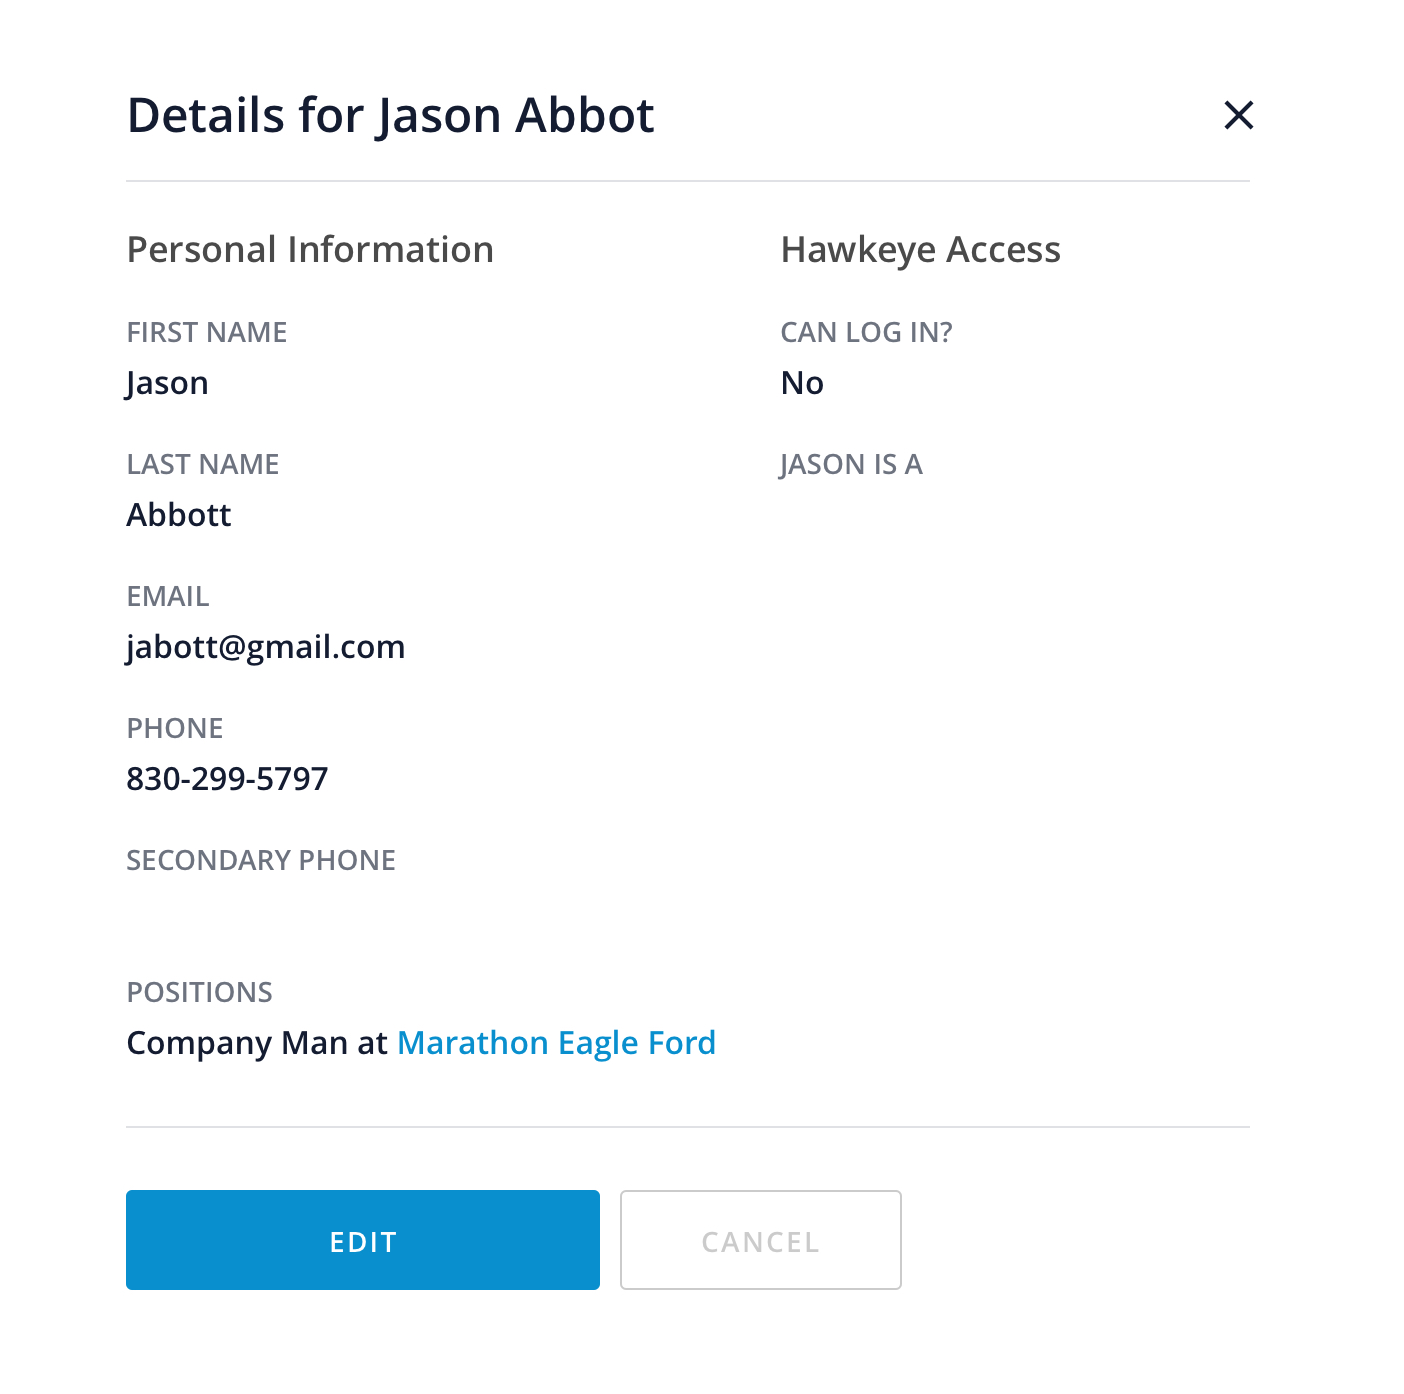 Details for Jason Abbot
Personal Information
FIRST NAME
Jason
LAST NAME
Abbott
EMAIL
jabott@gmail.com
PHONE
830-299-5797
SECONDARY PHONE
POSITIONS
Company Man at Marathon Eagle Ford
Hawkeye Access
CAN LOG IN?
No
JASON IS A
EDIT
CANCEL